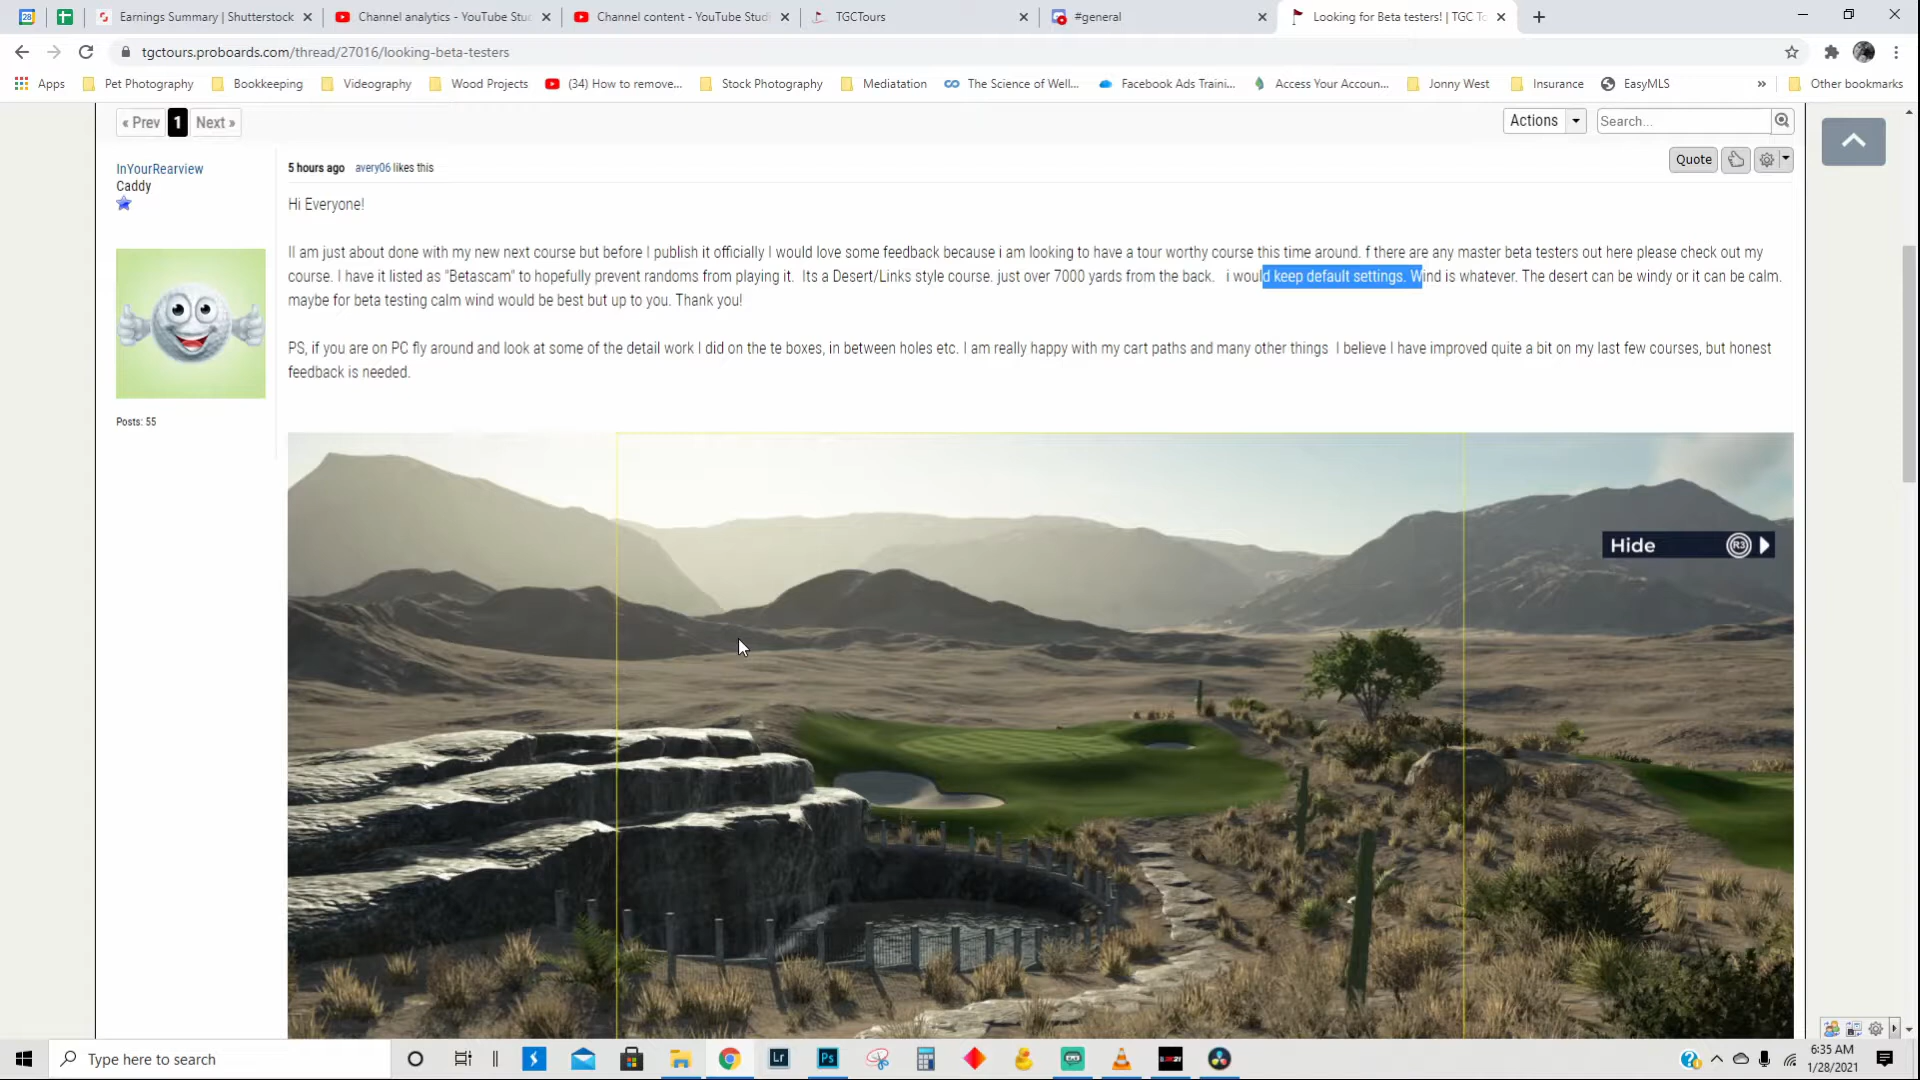 Earnings Summary | Shutterstock
Channel analytics - YouTube Stu
Channel content - YouTube Studi
TGCTours
#general
Looking for Beta testers! | TGC To
tgctours.proboards.com/thread/27016/looking-beta-testers
Apps
Pet Photography
Bookkeeping
Videography
Wood Projects
(34) How to remove...
Stock Photography
Mediatation
The Science of Well...
Facebook Ads Traini...
Access Your Accoun...
Jonny West
Insurance
EasyMLS
»
Other bookmarks
« Prev
1
Next »
Actions
Search...
InYourRearview
Caddy
5 hours ago avery06 likes this
Quote
Hi Everyone!
II am just about done with my new next course but before I publish it officially I would love some feedback because i am looking to have a tour worthy course this time around. f there are any master beta testers out here please check out my
course. I have it listed as "Betascam" to hopefully prevent randoms from playing it. Its a Desert/Links style course. just over 7000 yards from the back. i would keep default settings. Wind is whatever. The desert can be windy or it can be calm.
maybe for beta testing calm wind would be best but up to you. Thank you!
PS, if you are on PC fly around and look at some of the detail work I did on the te boxes, in between holes etc. I am really happy with my cart paths and many other things I believe I have improved quite a bit on my last few courses, but honest
feedback is needed.
Posts: 55
Hide
R3
Type here to search
Lr
Ps
6:35 AM
1/28/2021